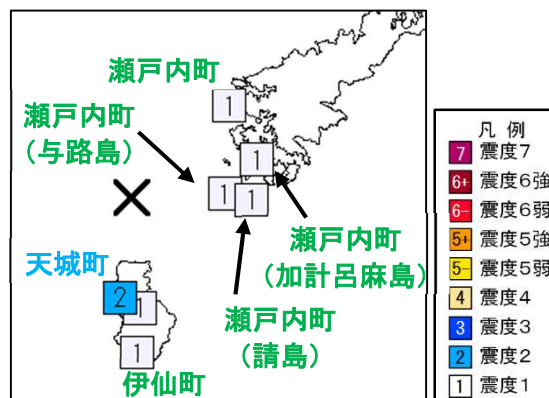 瀬戸内町
1
瀬戸内町
(与路島)
1
1
1
瀬戸内町
(加計呂麻島)
天城町
2
1
瀬戸内町
(請島)
1
伊仙町
凡 例
7 震度7
6+ 震度6強
6- 震度6弱
5+ 震度5強
5- 震度5弱
4 震度4
3 震度3
2 震度2
1 震度1